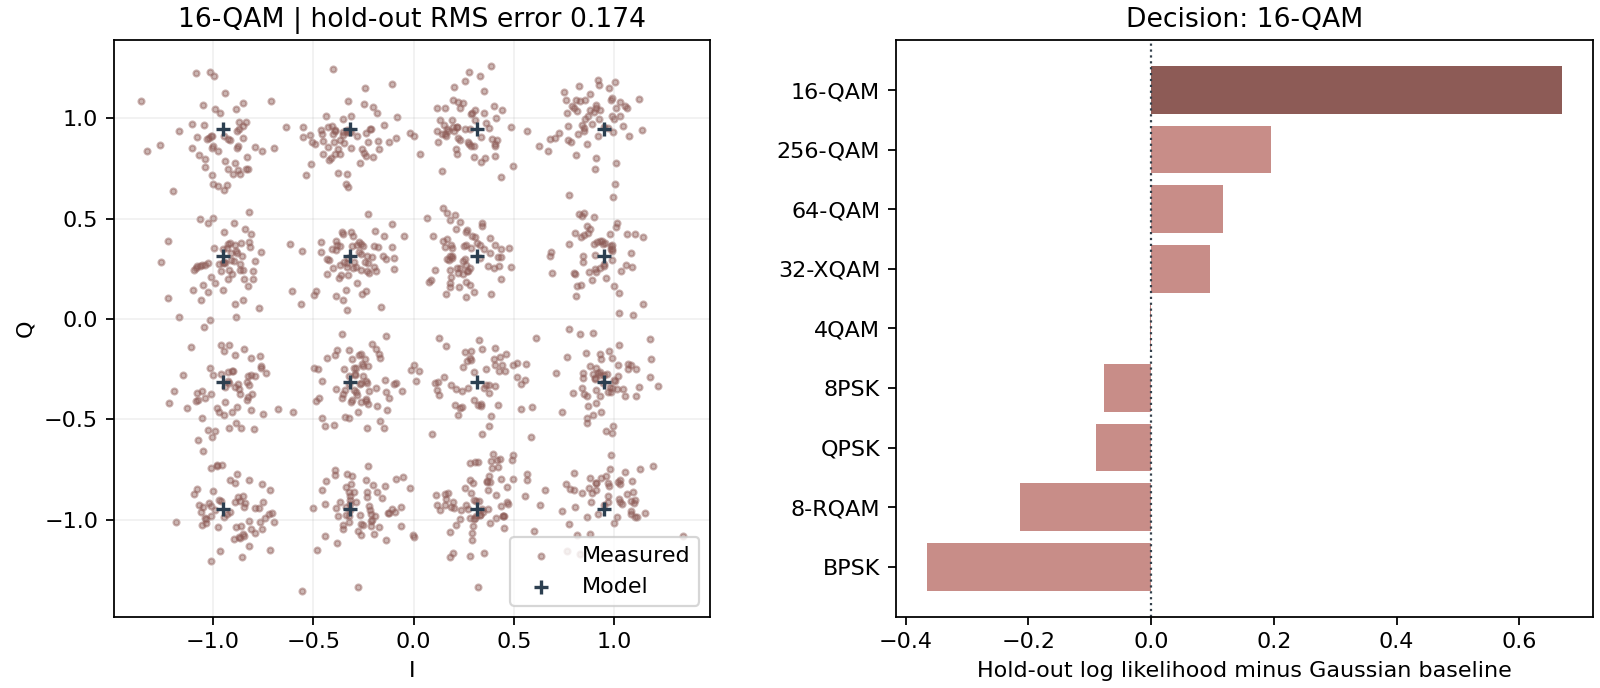 16-QAM | hold-out RMS error 0.174
1.0
0.5
0.0
−0.5
−1.0
Q
−1.0
−0.5
0.0
0.5
1.0
I
Measured
Model
Decision: 16-QAM
16-QAM
256-QAM
64-QAM
32-XQAM
4QAM
8PSK
QPSK
8-RQAM
BPSK
−0.4
−0.2
0.0
0.2
0.4
0.6
Hold-out log likelihood minus Gaussian baseline